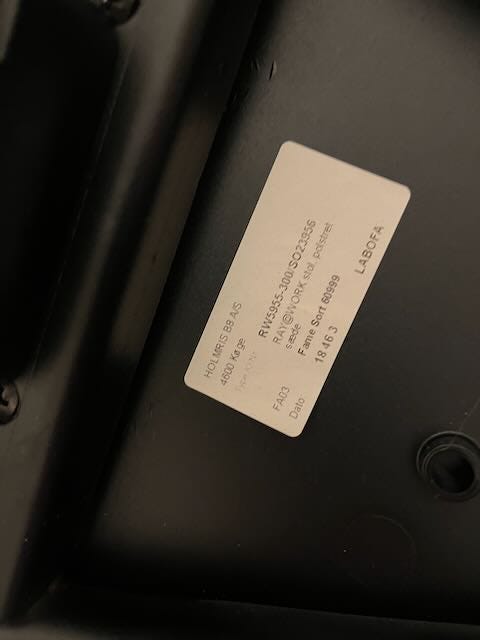 HOLMRIS B8 A/S
4600 Køge
RW5955-300/SO23956
RAY@WORK stol, polstret
sæde
FA03 Fame Sort 60999
Dato: 18 46 3
LABOFA